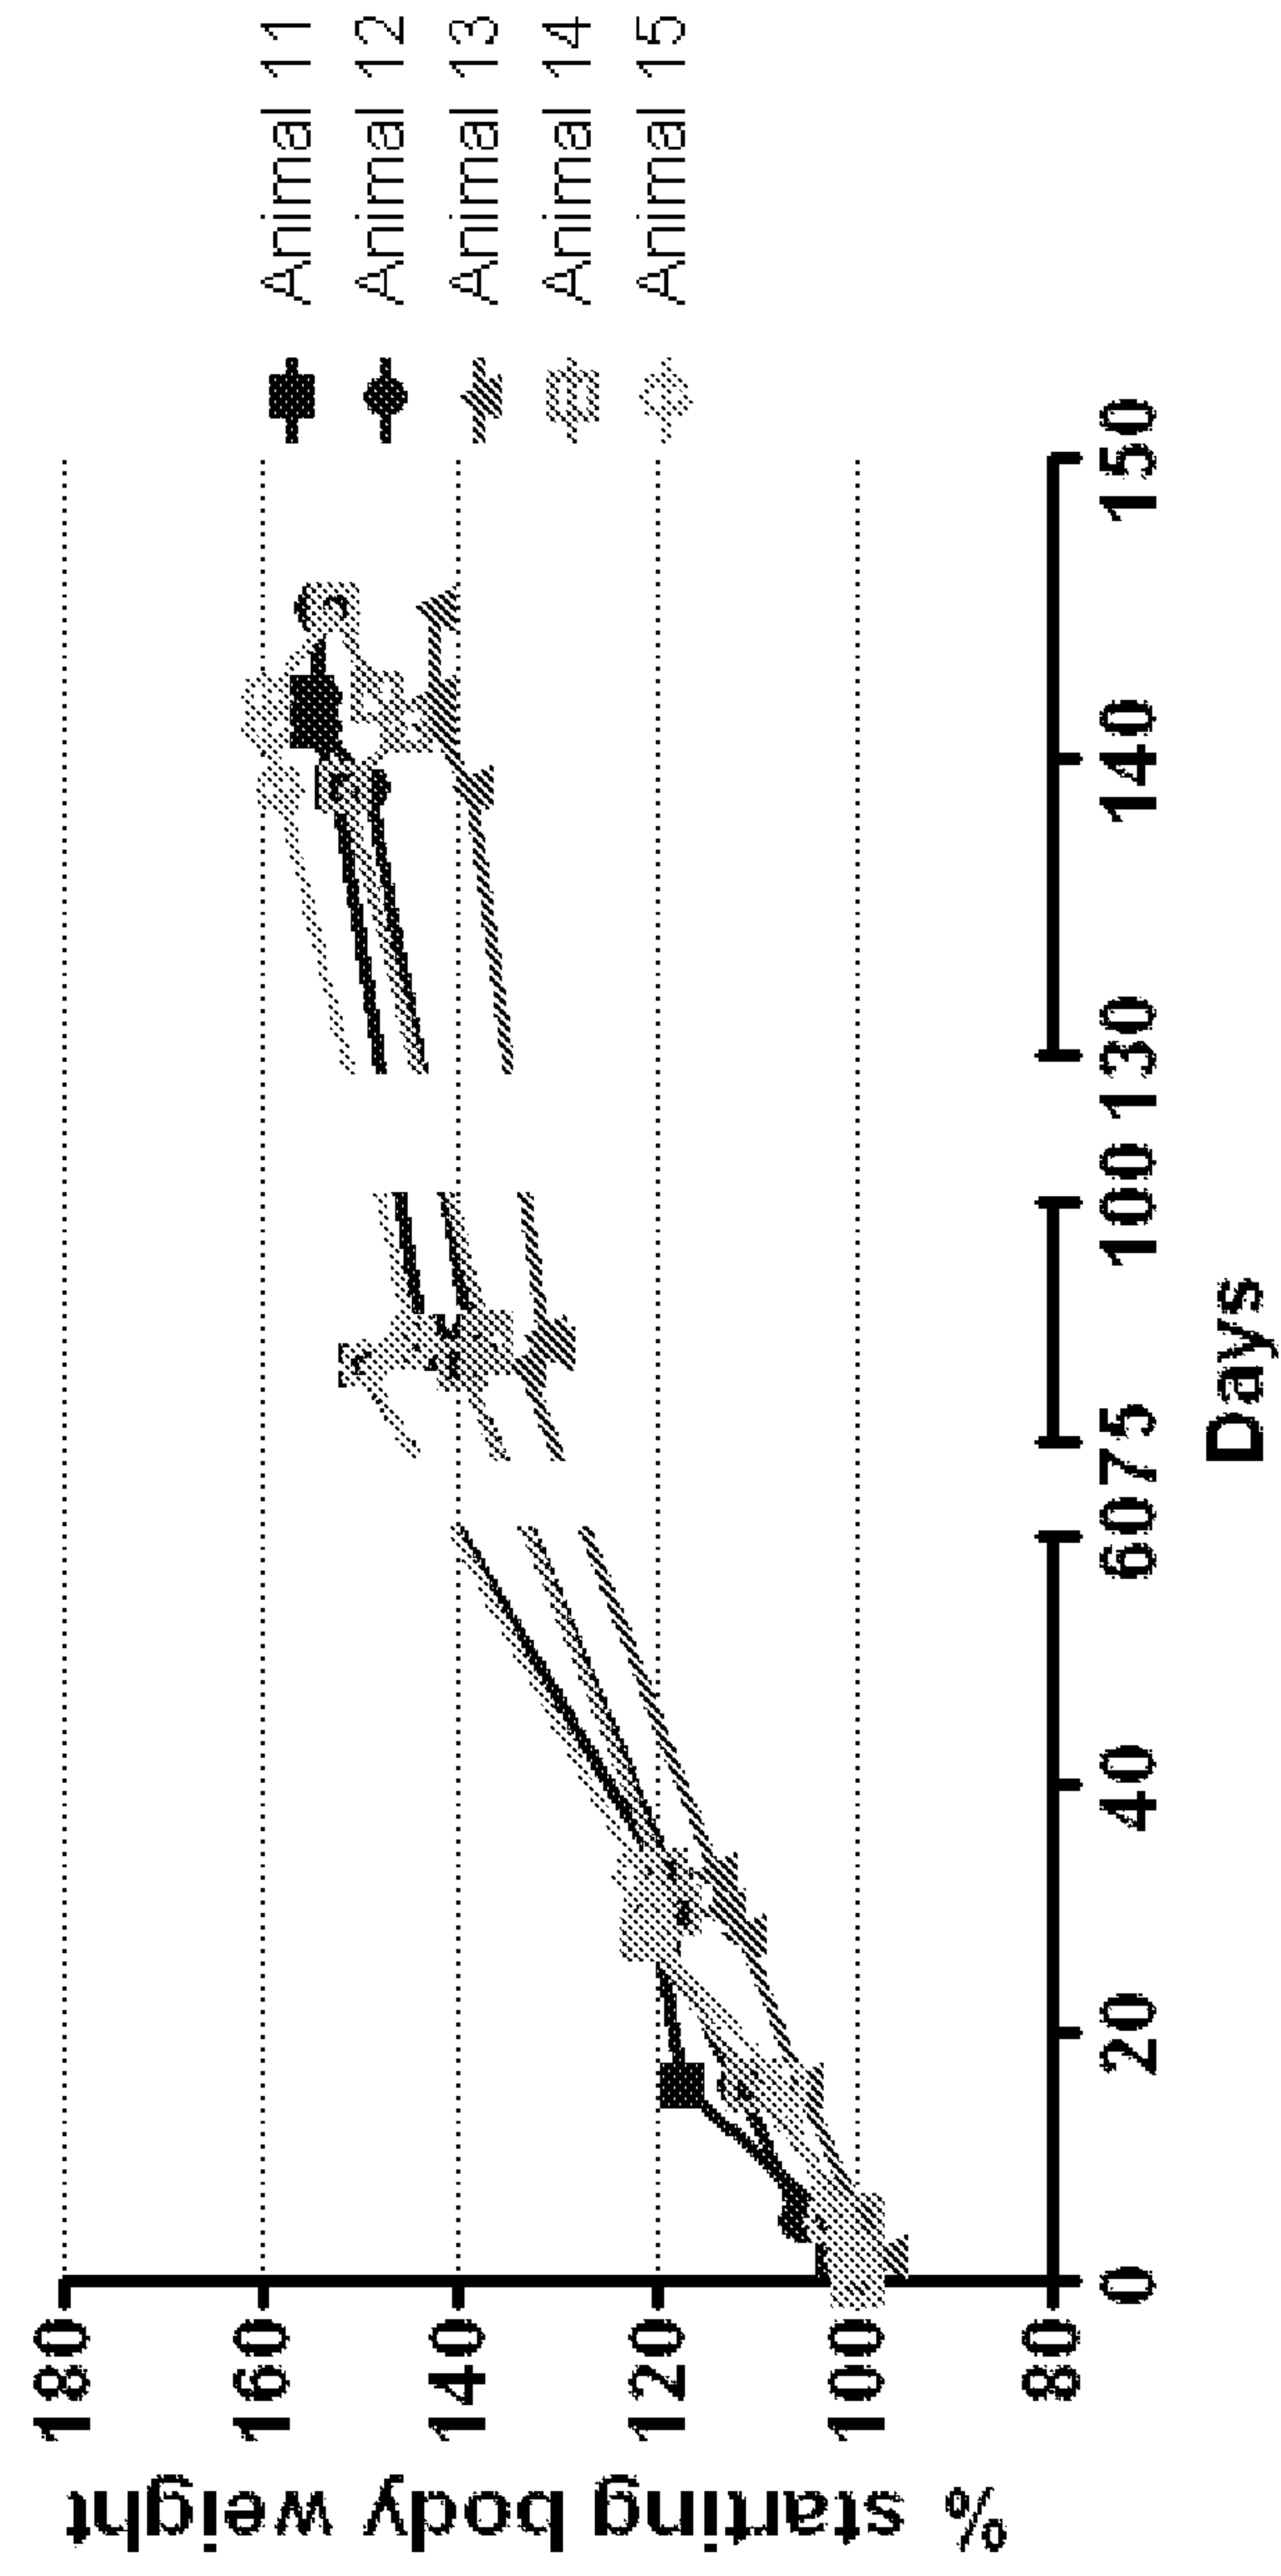 % starting body weight
180
160
140
120
100
80
0
20
40
60
75
100
130
140
150
Days
Animal 11
Animal 12
Animal 13
Animal 14
Animal 15